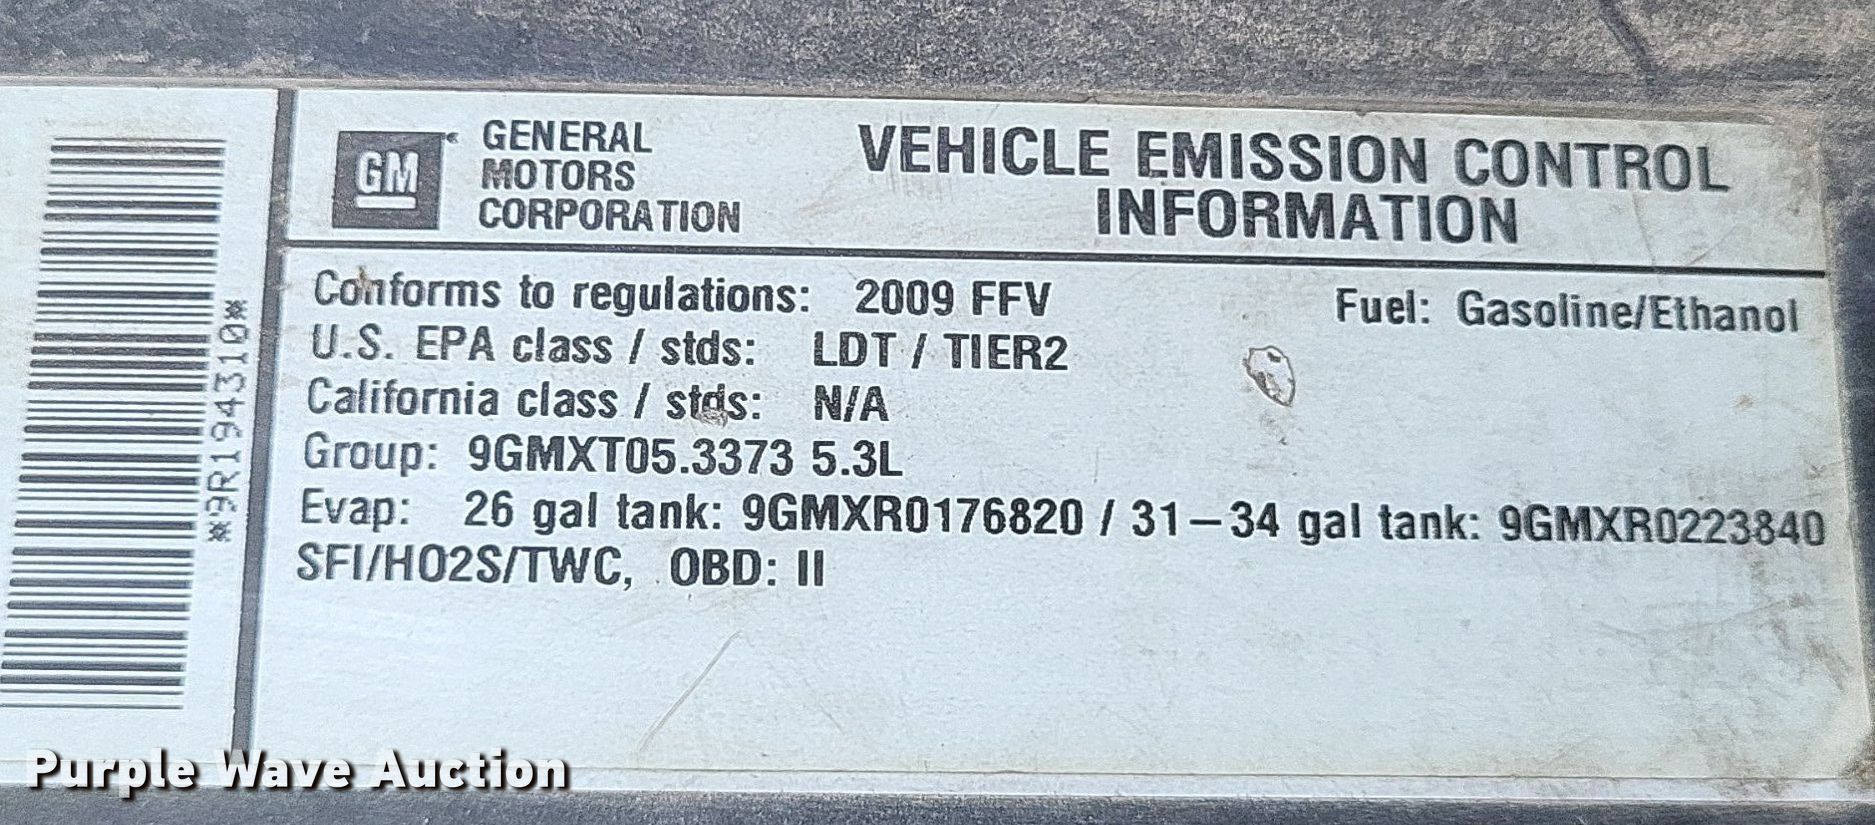 *9R194310*
GM
GENERAL
MOTORS
CORPORATION
VEHICLE EMISSION CONTROL
INFORMATION
Conforms to regulations: 2009 FFV
Fuel: Gasoline/Ethanol
U.S. EPA class / stds: LDT / TIER2
California class / stds: N/A
Group: 9GMXT05.3373 5.3L
Evap: 26 gal tank: 9GMXR0176820 / 31-34 gal tank: 9GMXR0223840
SFI/HO2S/TWC, OBD: II
Purple Wave Auction